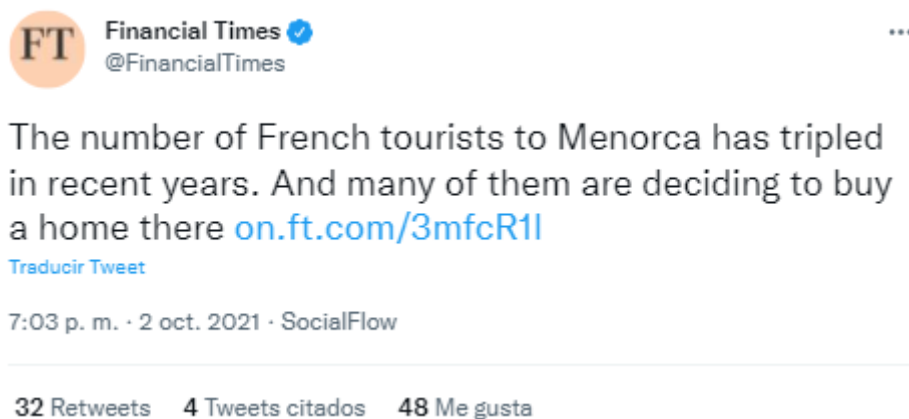 FT
Financial Times
@FinancialTimes
The number of French tourists to Menorca has tripled
in recent years. And many of them are deciding to buy
a home there on.ft.com/3mfcR1l
Traducir Tweet
7:03 p. m. · 2 oct. 2021 · SocialFlow
32 Retweets 4 Tweets citados 48 Me gusta